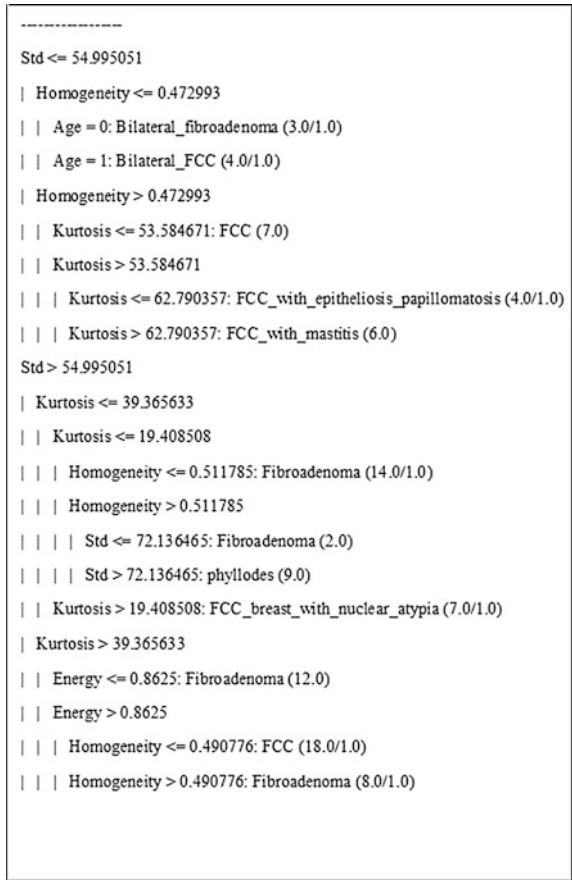 --------------------
Std <= 54.995051
| Homogeneity <= 0.472993
| | Age = 0: Bilateral_fibroadenoma (3.0/1.0)
| | Age = 1: Bilateral_FCC (4.0/1.0)
| Homogeneity > 0.472993
| | Kurtosis <= 53.584671: FCC (7.0)
| | Kurtosis > 53.584671
| | | Kurtosis <= 62.790357: FCC_with_epitheliosis_papillomatosis (4.0/1.0)
| | | Kurtosis > 62.790357: FCC_with_mastitis (6.0)
Std > 54.995051
| Kurtosis <= 39.365633
| | Kurtosis <= 19.408508
| | | Homogeneity <= 0.511785: Fibroadenoma (14.0/1.0)
| | | Homogeneity > 0.511785
| | | | Std <= 72.136465: Fibroadenoma (2.0)
| | | | Std > 72.136465: phyllodes (9.0)
| | Kurtosis > 19.408508: FCC_breast_with_nuclear_atypia (7.0/1.0)
| Kurtosis > 39.365633
| | Energy <= 0.8625: Fibroadenoma (12.0)
| | Energy > 0.8625
| | | Homogeneity <= 0.490776: FCC (18.0/1.0)
| | | Homogeneity > 0.490776: Fibroadenoma (8.0/1.0)